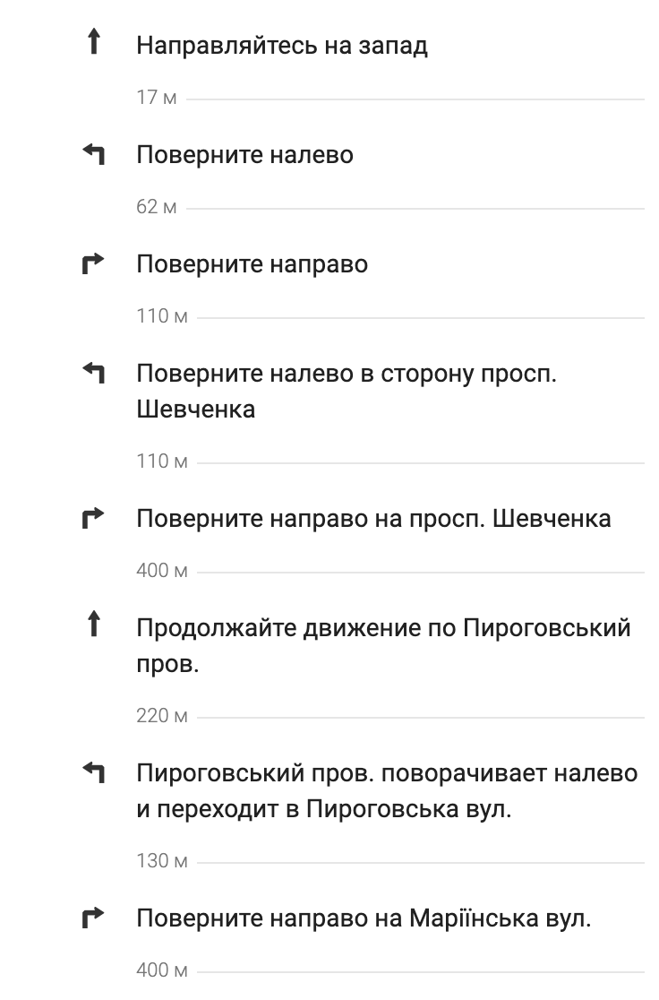 Направляйтесь на запад
17 м
Поверните налево
62 м
Поверните направо
110 м
Поверните налево в сторону просп.
Шевченка
110 м
Поверните направо на просп. Шевченка
400 м
Продолжайте движение по Пироговський
пров.
220 м
Пироговський пров. поворачивает налево
и переходит в Пироговська вул.
130 м
Поверните направо на Маріїнська вул.
400 м